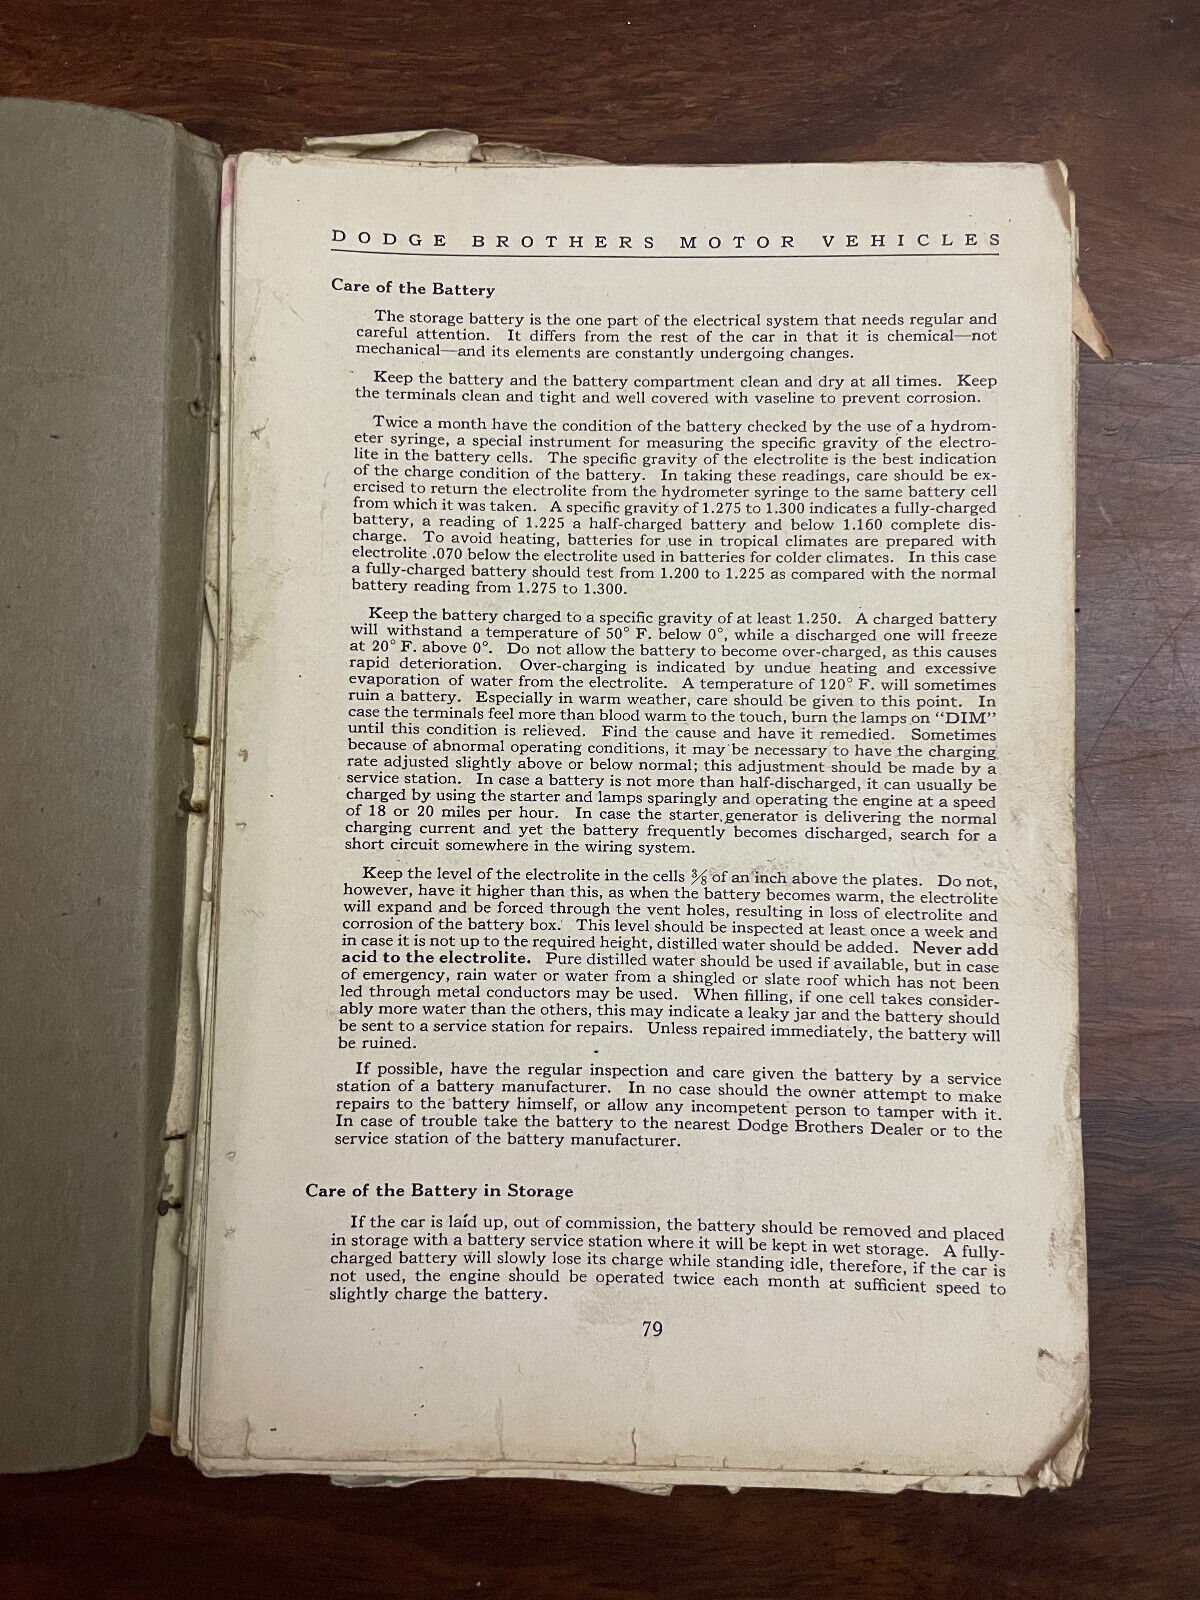 DODGE BROTHERS MOTOR VEHICLES
Care of the Battery
The storage battery is the one part of the electrical system that needs regular and
careful attention. It differs from the rest of the car in that it is chemical—not
mechanical—and its elements are constantly undergoing changes.
Keep the battery and the battery compartment clean and dry at all times. Keep
the terminals clean and tight and well covered with vaseline to prevent corrosion.
Twice a month have the condition of the battery checked by the use of a hydrom-
eter syringe, a special instrument for measuring the specific gravity of the electro-
lite in the battery cells. The specific gravity of the electrolite is the best indication
of the charge condition of the battery. In taking these readings, care should be ex-
ercised to return the electrolite from the hydrometer syringe to the same battery cell
from which it was taken. A specific gravity of 1.275 to 1.300 indicates a fully-charged
battery, a reading of 1.225 a half-charged battery and below 1.160 complete dis-
charge. To avoid heating, batteries for use in tropical climates are prepared with
electrolite .070 below the electrolite used in batteries for colder climates. In this case
a fully-charged battery should test from 1.200 to 1.225 as compared with the normal
battery reading from 1.275 to 1.300.
Keep the battery charged to a specific gravity of at least 1.250. A charged battery
will withstand a temperature of 50° F. below 0°, while a discharged one will freeze
at 20° F. above 0°. Do not allow the battery to become over-charged, as this causes
rapid deterioration. Over-charging is indicated by undue heating and excessive
evaporation of water from the electrolite. A temperature of 120° F. will sometimes
ruin a battery. Especially in warm weather, care should be given to this point. In
case the terminals feel more than blood warm to the touch, burn the lamps on “DIM”
until this condition is relieved. Find the cause and have it remedied. Sometimes
because of abnormal operating conditions, it may be necessary to have the charging
rate adjusted slightly above or below normal; this adjustment should be made by a
service station. In case a battery is not more than half-discharged, it can usually be
charged by using the starter and lamps sparingly and operating the engine at a speed
of 18 or 20 miles per hour. In case the starter generator is delivering the normal
charging current and yet the battery frequently becomes discharged, search for a
short circuit somewhere in the wiring system.
Keep the level of the electrolite in the cells ⅜ of an inch above the plates. Do not,
however, have it higher than this, as when the battery becomes warm, the electrolite
will expand and be forced through the vent holes, resulting in loss of electrolite and
corrosion of the battery box. This level should be inspected at least once a week and
in case it is not up to the required height, distilled water should be added. Never add
acid to the electrolite. Pure distilled water should be used if available, but in case
of emergency, rain water or water from a shingled or slate roof which has not been
led through metal conductors may be used. When filling, if one cell takes consider-
ably more water than the others, this may indicate a leaky jar and the battery should
be sent to a service station for repairs. Unless repaired immediately, the battery will
be ruined.
If possible, have the regular inspection and care given the battery by a service
station of a battery manufacturer. In no case should the owner attempt to make
repairs to the battery himself, or allow any incompetent person to tamper with it.
In case of trouble take the battery to the nearest Dodge Brothers Dealer or to the
service station of the battery manufacturer.
Care of the Battery in Storage
If the car is laid up, out of commission, the battery should be removed and placed
in storage with a battery service station where it will be kept in wet storage. A fully-
charged battery will slowly lose its charge while standing idle, therefore, if the car is
not used, the engine should be operated twice each month at sufficient speed to
slightly charge the battery.
79